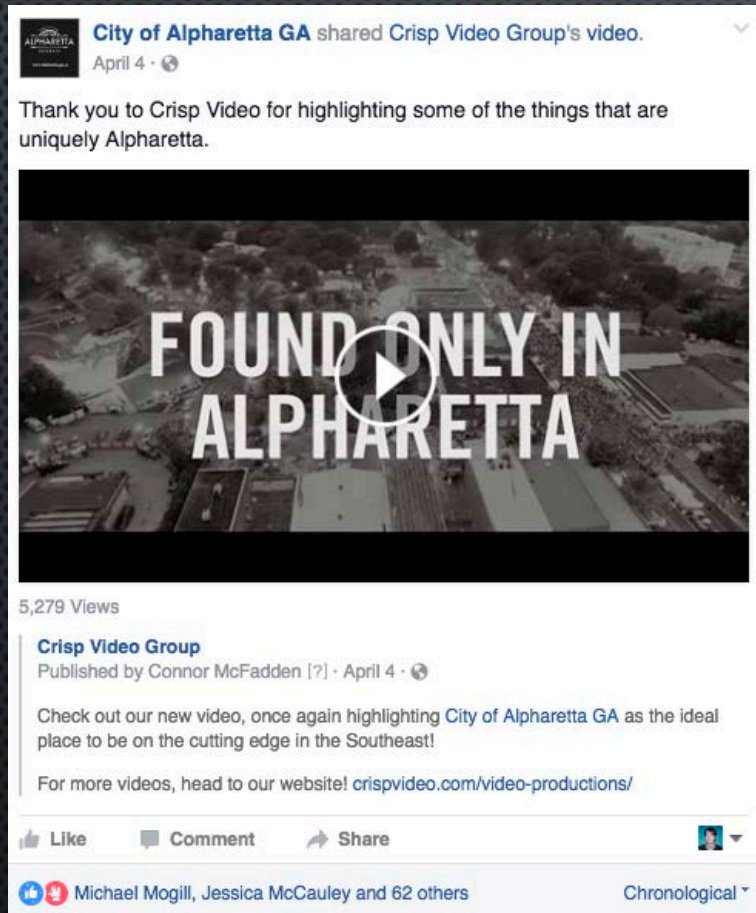 ALPHARETTA
City of Alpharetta GA shared Crisp Video Group's video.
April 4 ·
Thank you to Crisp Video for highlighting some of the things that are
uniquely Alpharetta.
FOUND ONLY IN
ALPHARETTA
5,279 Views
Crisp Video Group
Published by Connor McFadden [?] · April 4 ·
Check out our new video, once again highlighting City of Alpharetta GA as the ideal
place to be on the cutting edge in the Southeast!
For more videos, head to our website! crispvideo.com/video-productions/
Like Comment Share
Michael Mogill, Jessica McCauley and 62 others Chronological